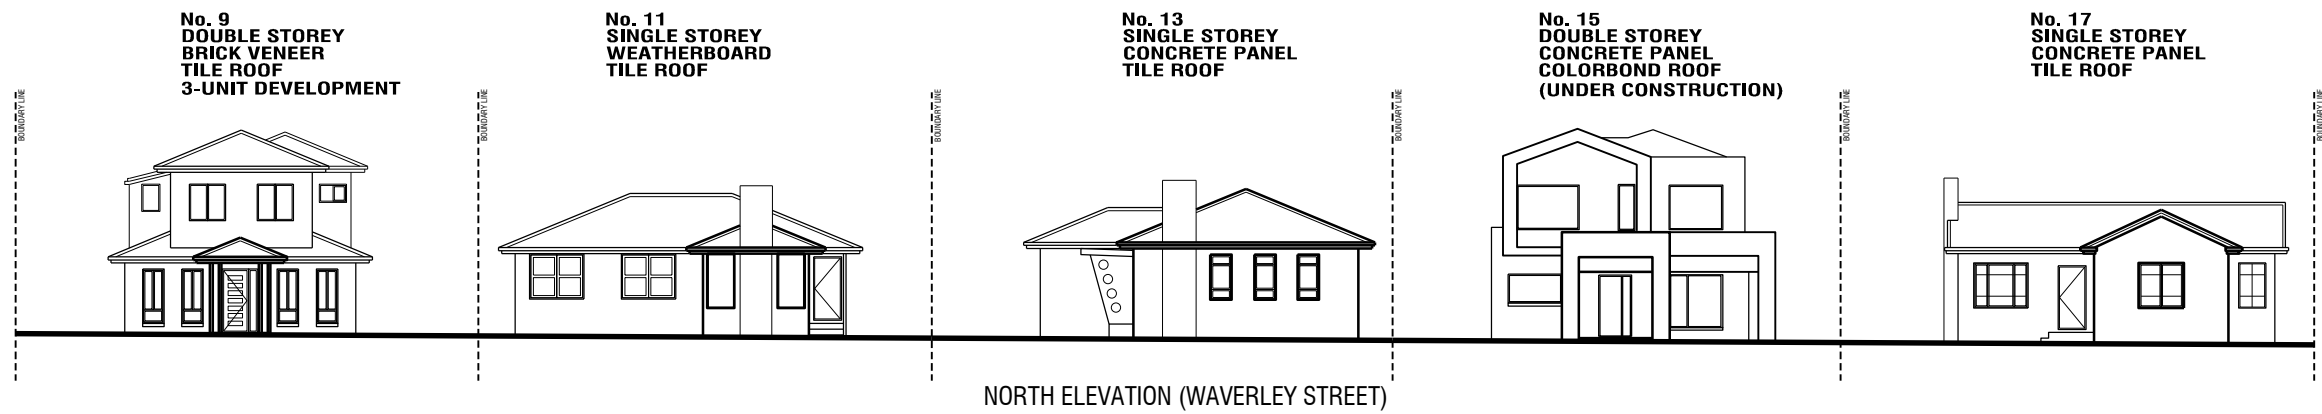 No. 9
DOUBLE STOREY
BRICK VENEER
TILE ROOF
3-UNIT DEVELOPMENT
No. 11
SINGLE STOREY
WEATHERBOARD
TILE ROOF
No. 13
SINGLE STOREY
CONCRETE PANEL
TILE ROOF
No. 15
DOUBLE STOREY
CONCRETE PANEL
COLORBOND ROOF
(UNDER CONSTRUCTION)
No. 17
SINGLE STOREY
CONCRETE PANEL
TILE ROOF
BOUNDARY LINE
BOUNDARY LINE
BOUNDARY LINE
BOUNDARY LINE
BOUNDARY LINE
BOUNDARY LINE
NORTH ELEVATION (WAVERLEY STREET)